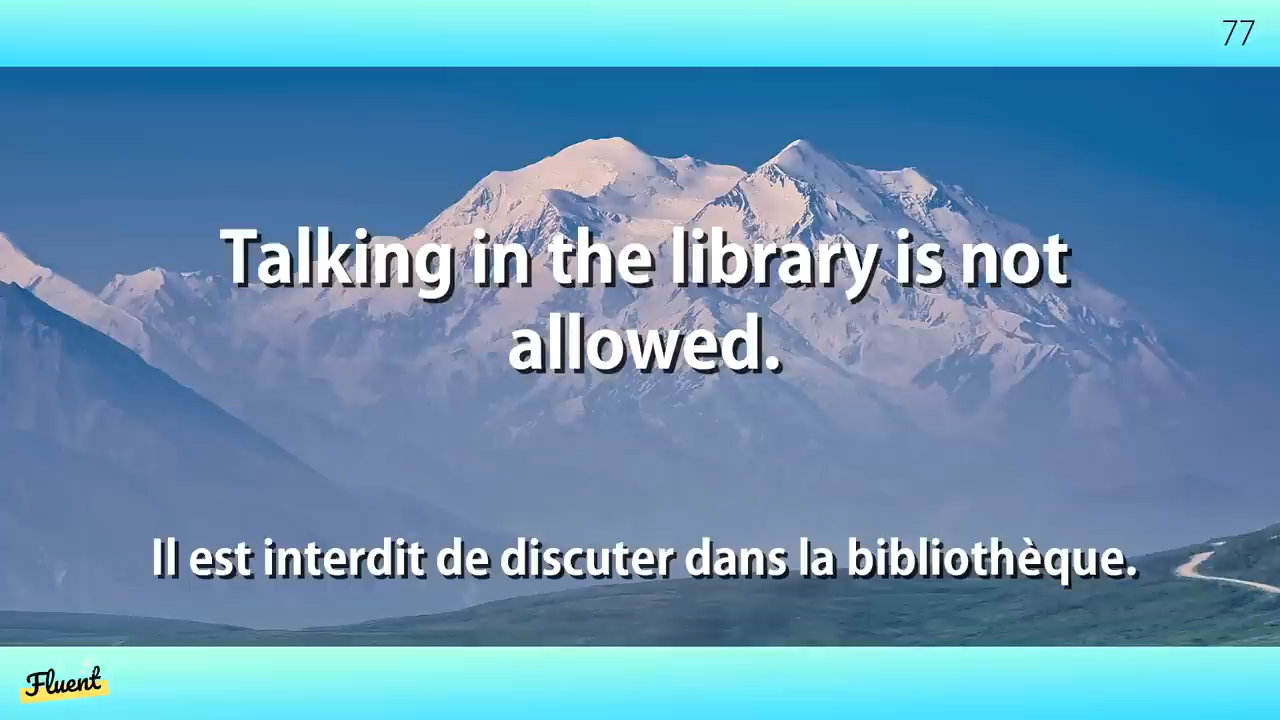 77
Talking in the library is not
allowed.
Il est interdit de discuter dans la bibliothèque.
Fluent